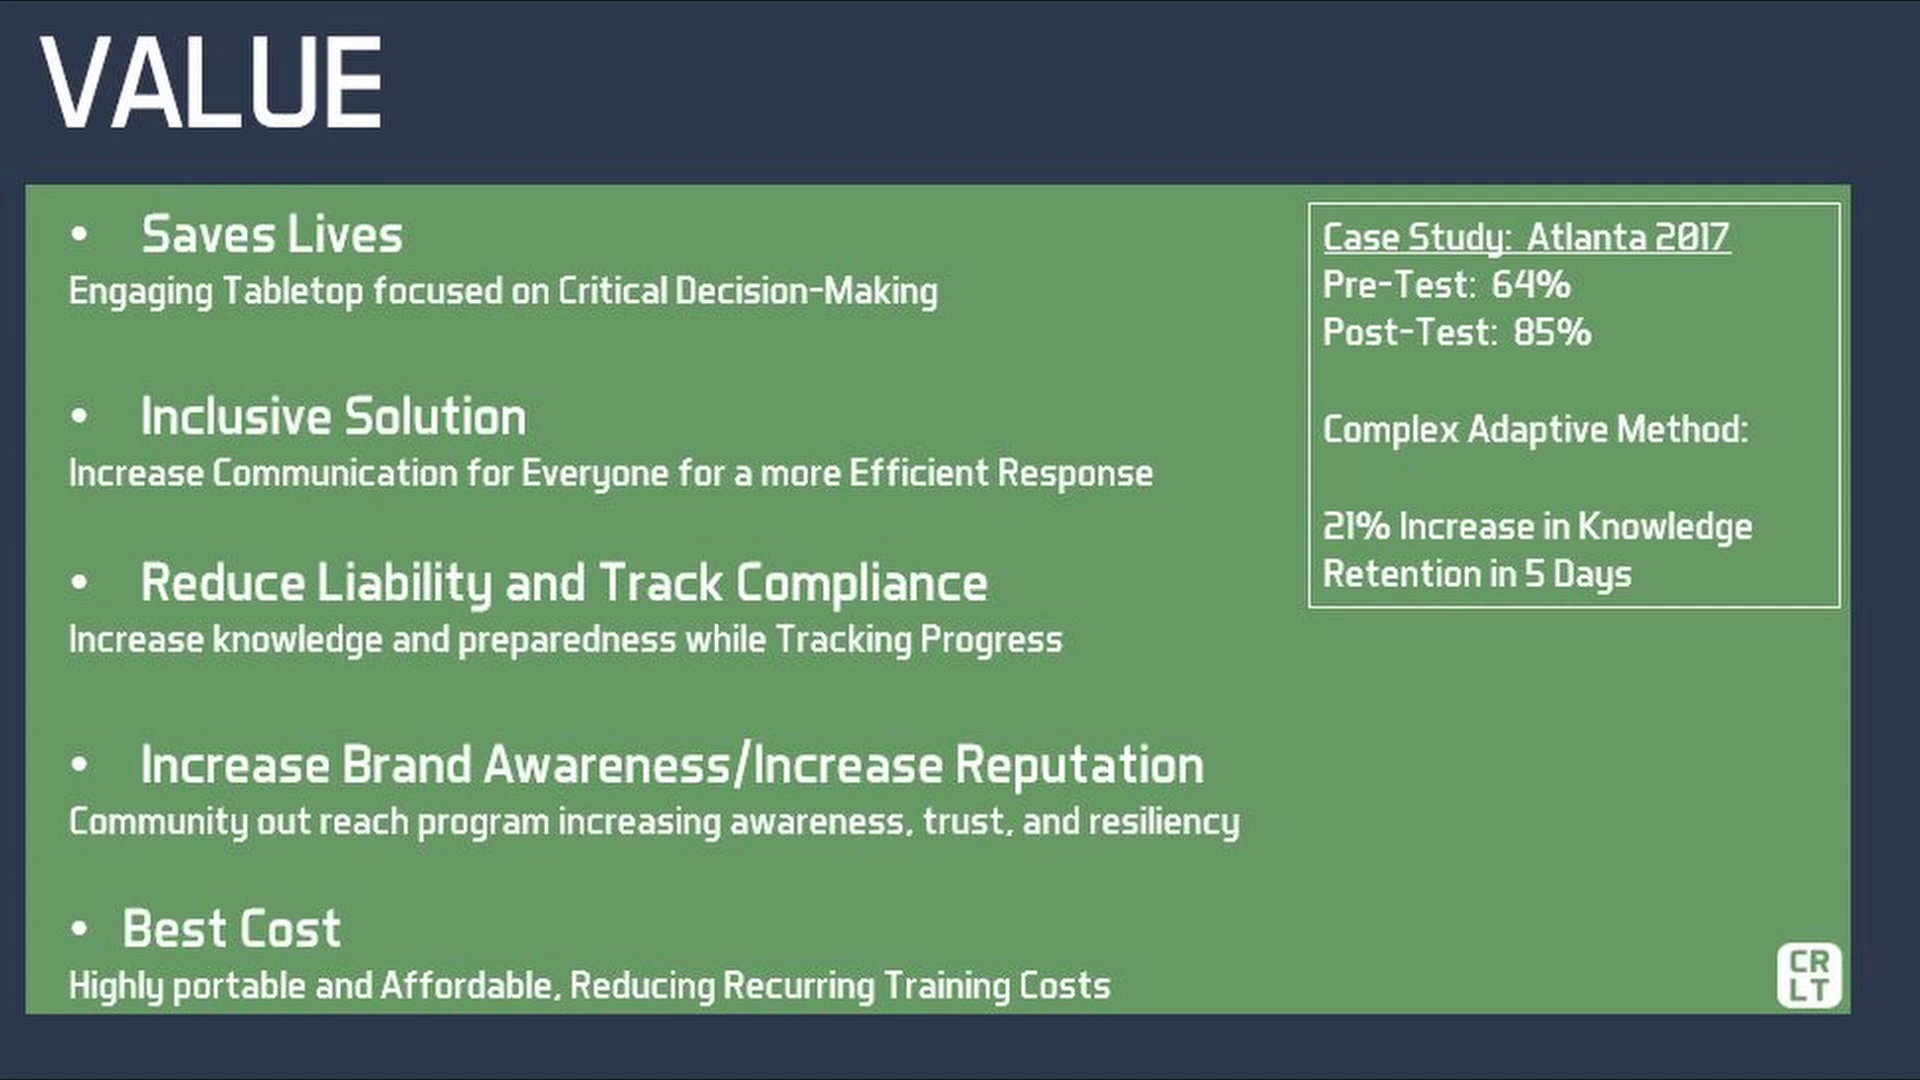 VALUE
• Saves Lives
Engaging Tabletop focused on Critical Decision-Making
• Inclusive Solution
Increase Communication for Everyone for a more Efficient Response
• Reduce Liability and Track Compliance
Increase knowledge and preparedness while Tracking Progress
• Increase Brand Awareness/Increase Reputation
Community out reach program increasing awareness, trust, and resiliency
• Best Cost
Highly portable and Affordable, Reducing Recurring Training Costs
Case Study: Atlanta 2017
Pre-Test: 64%
Post-Test: 85%
Complex Adaptive Method:
21% Increase in Knowledge
Retention in 5 Days
CR
LT